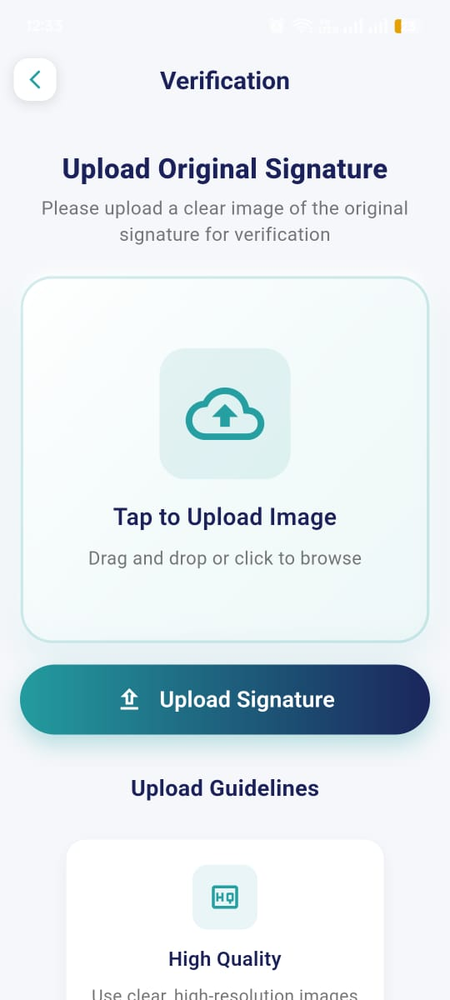 12:33
Verification
Upload Original Signature
Please upload a clear image of the original
signature for verification
Tap to Upload Image
Drag and drop or click to browse
Upload Signature
Upload Guidelines
HQ
High Quality
Use clear, high-resolution images